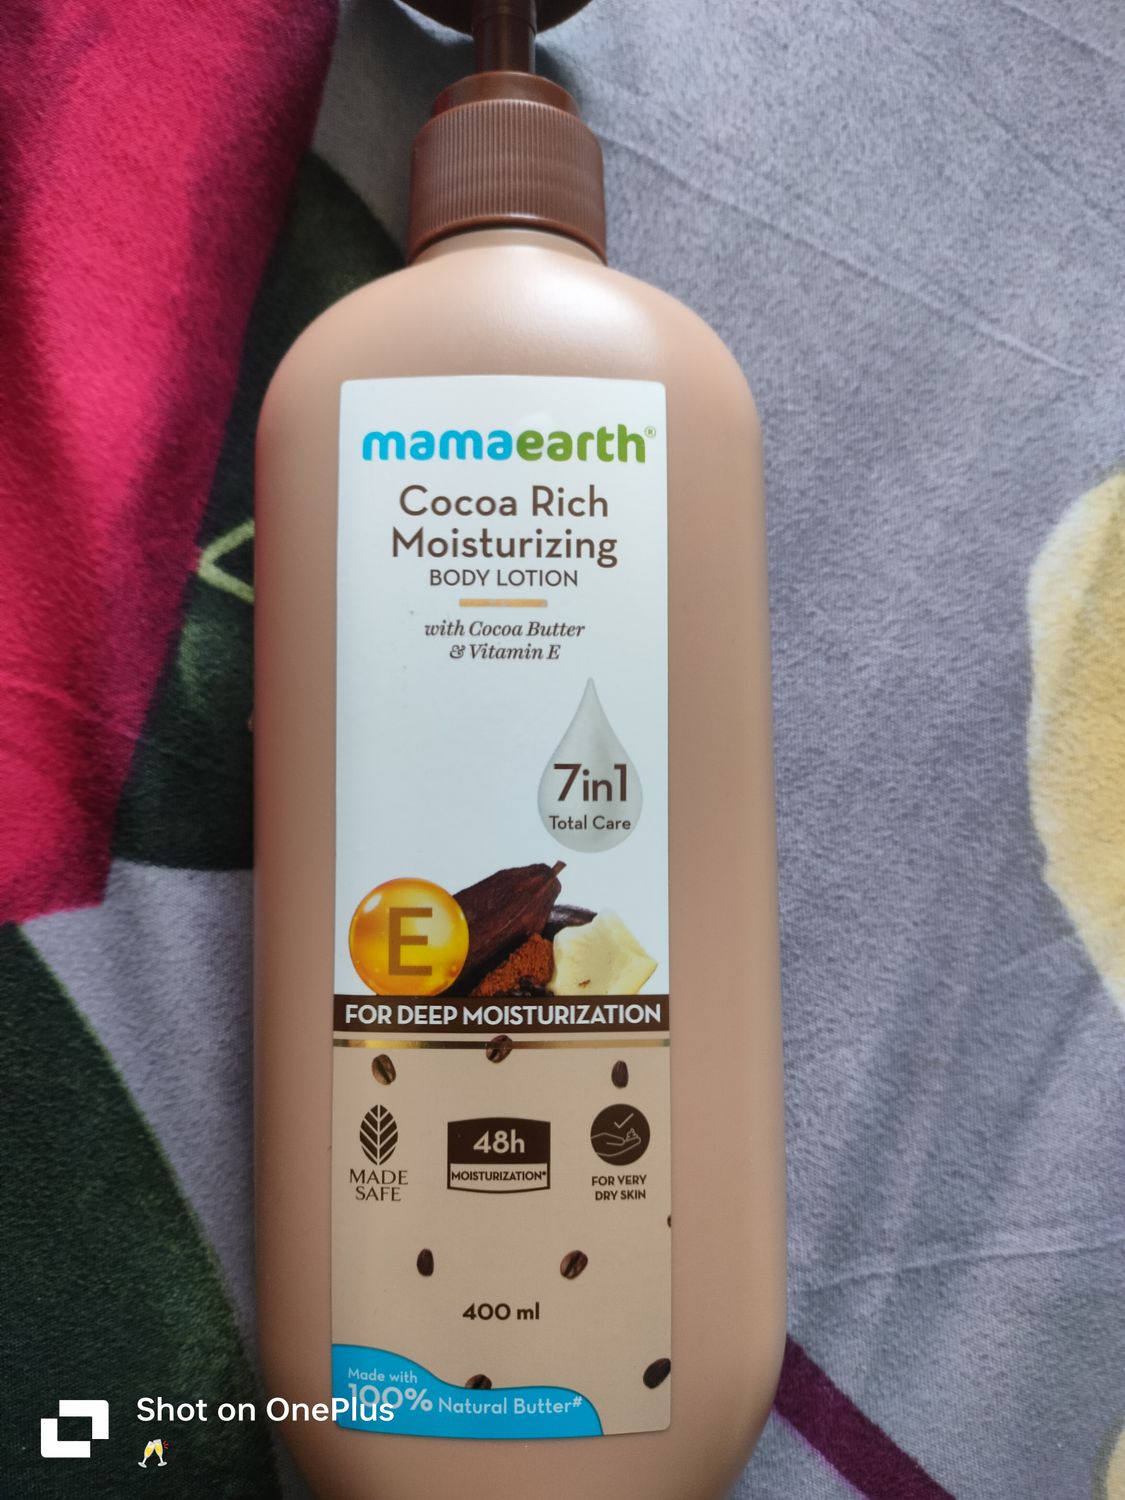 mamaearth®
Cocoa Rich
Moisturizing
BODY LOTION
with Cocoa Butter
& Vitamin E
7in1
Total Care
E
FOR DEEP MOISTURIZATION
MADE
SAFE
48h
MOISTURIZATION*
FOR VERY
DRY SKIN
400 ml
Made with
100% Natural Butter#
Shot on OnePlus
🥂